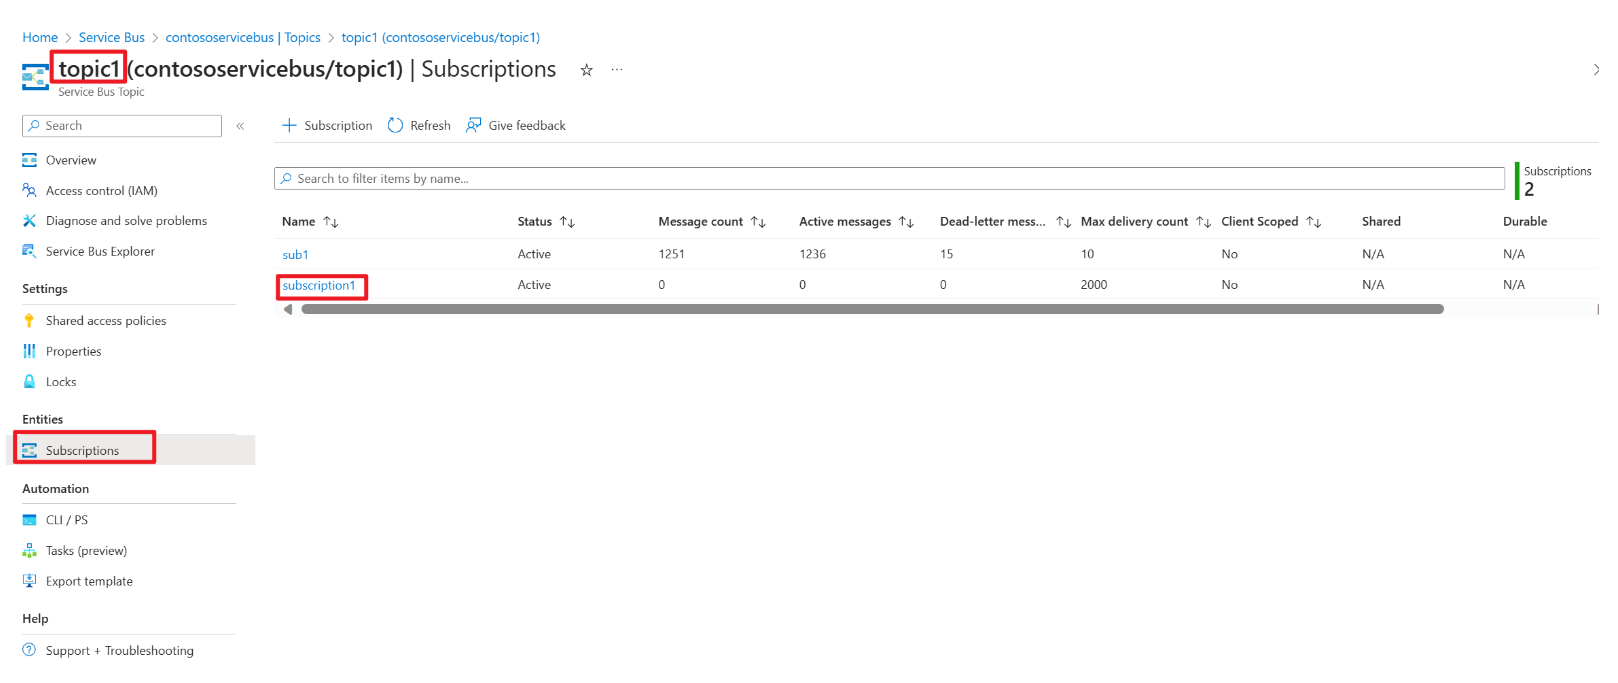 Home > Service Bus > contososervicebus | Topics > topic1 (contososervicebus/topic1)
topic1 (contososervicebus/topic1) | Subscriptions ☆ ···
Service Bus Topic
Search «
Overview
Access control (IAM)
Diagnose and solve problems
Service Bus Explorer
Settings
Shared access policies
Properties
Locks
Entities
Subscriptions
Automation
CLI / PS
Tasks (preview)
Export template
Help
Support + Troubleshooting
+ Subscription Refresh Give feedback
Search to filter items by name...
Subscriptions
2
Name ↑↓ Status ↑↓ Message count ↑↓ Active messages ↑↓ Dead-letter mess... ↑↓ Max delivery count ↑↓ Client Scoped ↑↓ Shared Durable
sub1 Active 1251 1236 15 10 No N/A N/A
subscription1 Active 0 0 0 2000 No N/A N/A